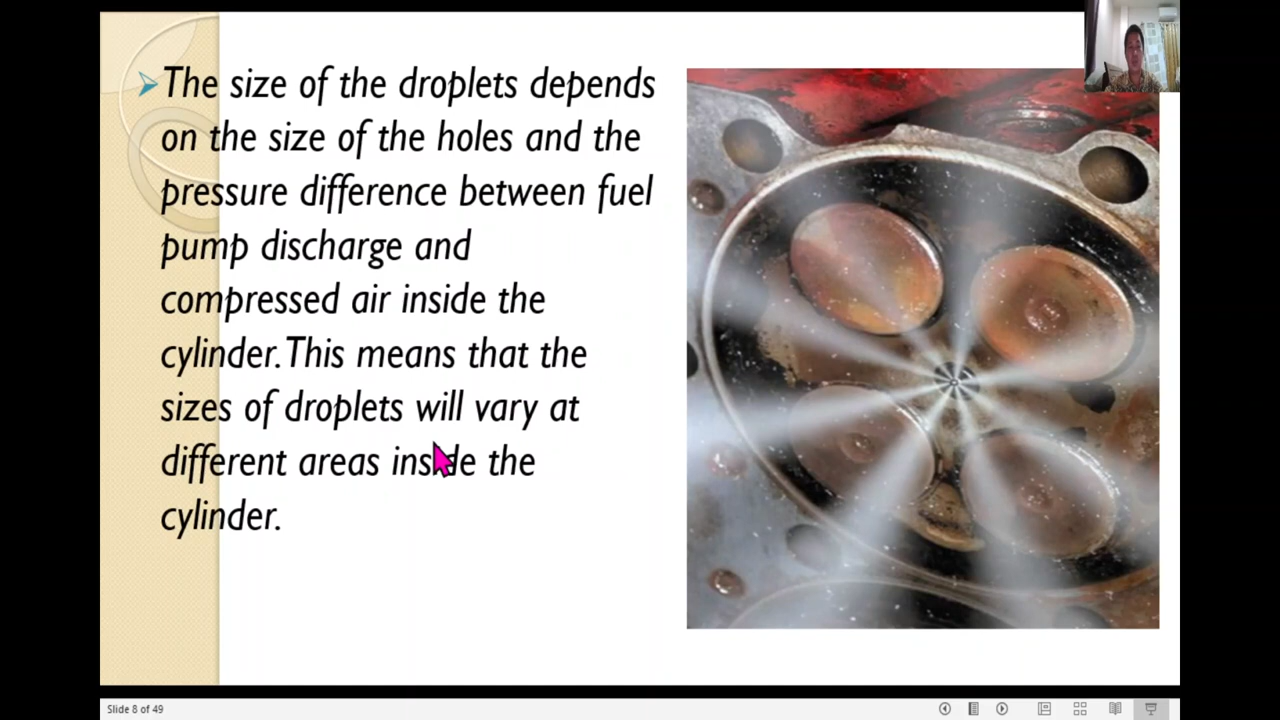 The size of the droplets depends
on the size of the holes and the
pressure difference between fuel
pump discharge and
compressed air inside the
cylinder. This means that the
sizes of droplets will vary at
different areas inside the
cylinder.
Slide 8 of 49